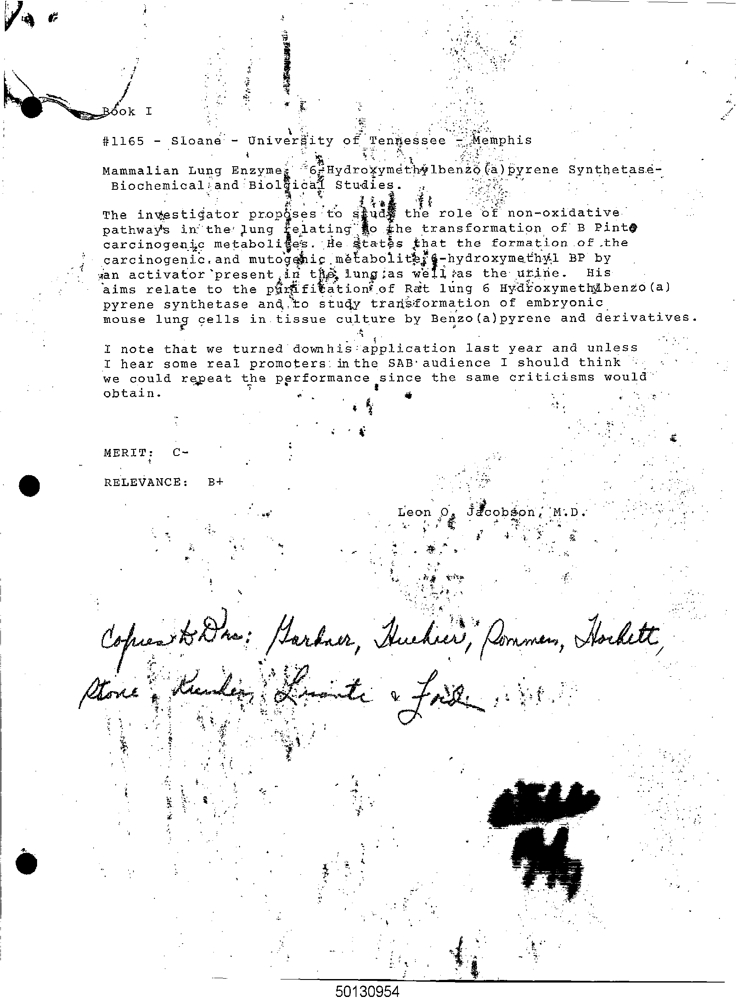 Book I
#1165 - Sloane - University of Tennessee - Memphis
Mammalian Lung Enzyme: 6-Hydroxymethylbenzo(a)pyrene Synthetase-
Biochemical and Biolgical Studies.
The investigator proposes to study the role of non-oxidative
pathways in the lung relating to the transformation of B Pinto
carcinogenic metabolites. He states that the formation of the
carcinogenic and mutogenic metabolite 6-hydroxymethyl BP by
an activator present in the lung as well as the urine. His
aims relate to the purification of Rat lung 6 Hydroxymethylbenzo(a)
pyrene synthetase and to study transformation of embryonic
mouse lung cells in tissue culture by Benzo(a)pyrene and derivatives.
I note that we turned downhis application last year and unless
I hear some real promoters in the SAB audience I should think
we could repeat the performance since the same criticisms would
obtain.
MERIT: C-
RELEVANCE: B+
Leon O. Jacobson, M.D.
Copies to Drs: Gardner, Huebner, Sommers, Hockett,
Stone, Kreisher, Lisanti & Ford
50130954